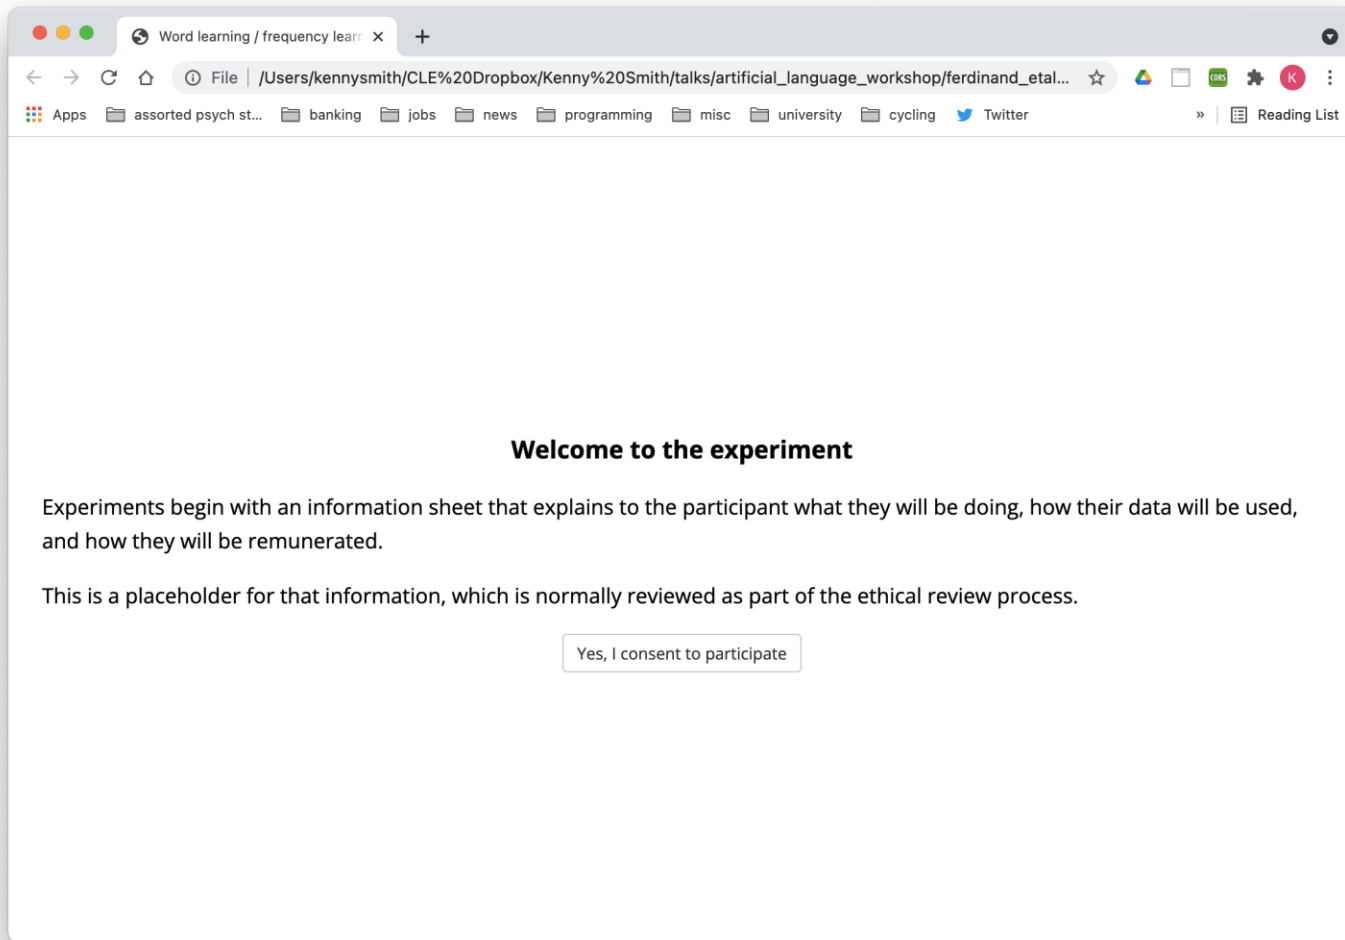 Word learning / frequency lear
File /Users/kennysmith/CLE%20Dropbox/Kenny%20Smith/talks/artificial_language_workshop/ferdinand_etal... CORS K
Apps assorted psych st... banking jobs news programming misc university cycling Twitter » Reading List
Welcome to the experiment
Experiments begin with an information sheet that explains to the participant what they will be doing, how their data will be used,
and how they will be remunerated.
This is a placeholder for that information, which is normally reviewed as part of the ethical review process.
Yes, I consent to participate